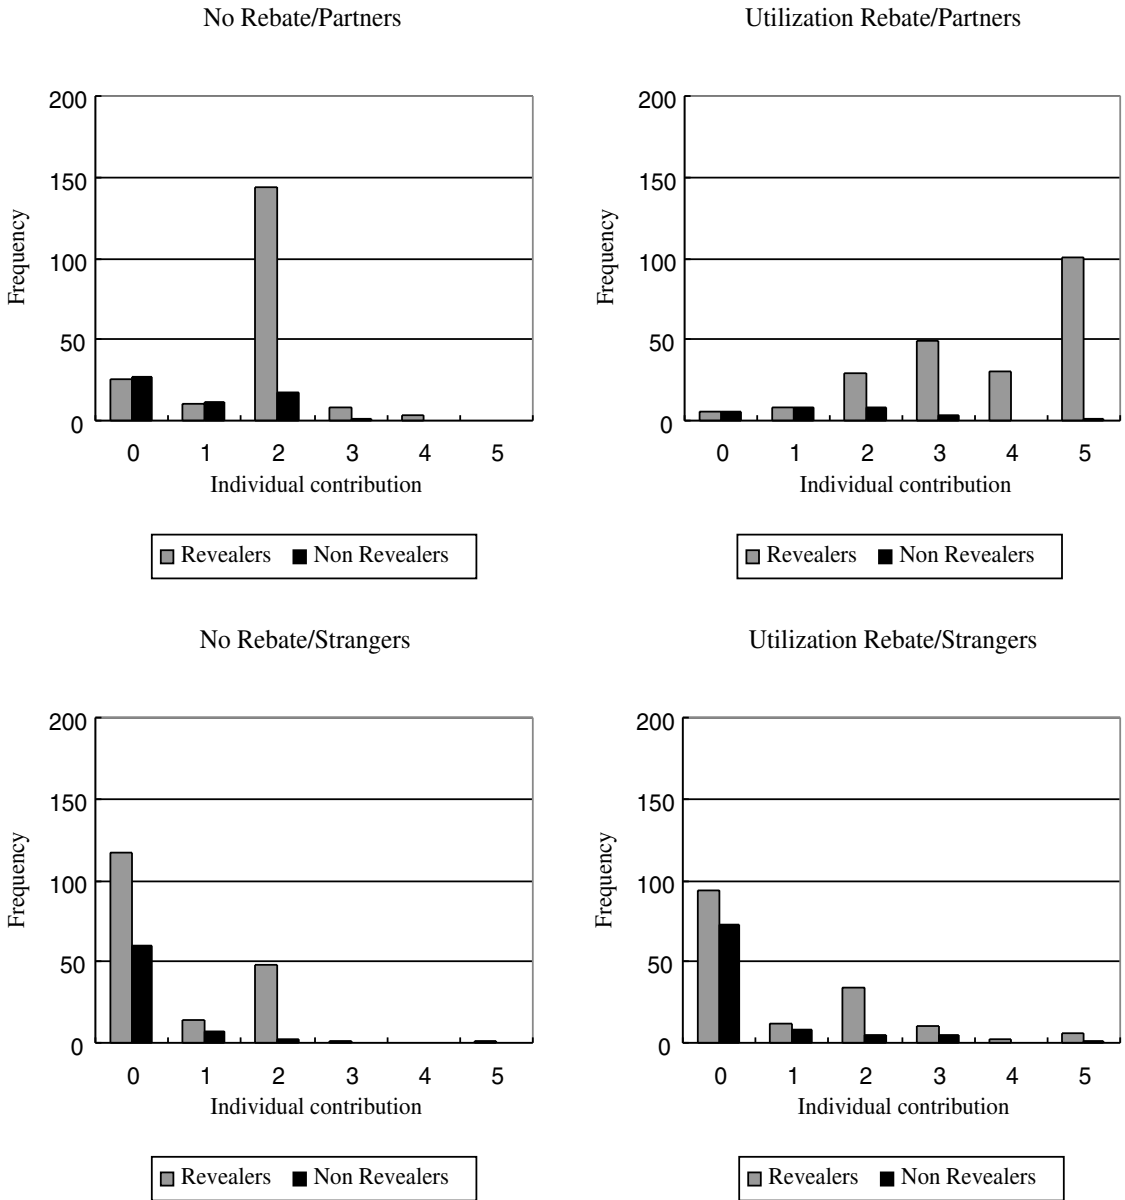 No Rebate/Partners
200
150
100
50
0
Frequency
0 1 2 3 4 5
Individual contribution
Revealers Non Revealers
Utilization Rebate/Partners
200
150
100
50
0
Frequency
0 1 2 3 4 5
Individual contribution
Revealers Non Revealers
No Rebate/Strangers
200
150
100
50
0
Frequency
0 1 2 3 4 5
Individual contribution
Revealers Non Revealers
Utilization Rebate/Strangers
200
150
100
50
0
Frequency
0 1 2 3 4 5
Individual contribution
Revealers Non Revealers